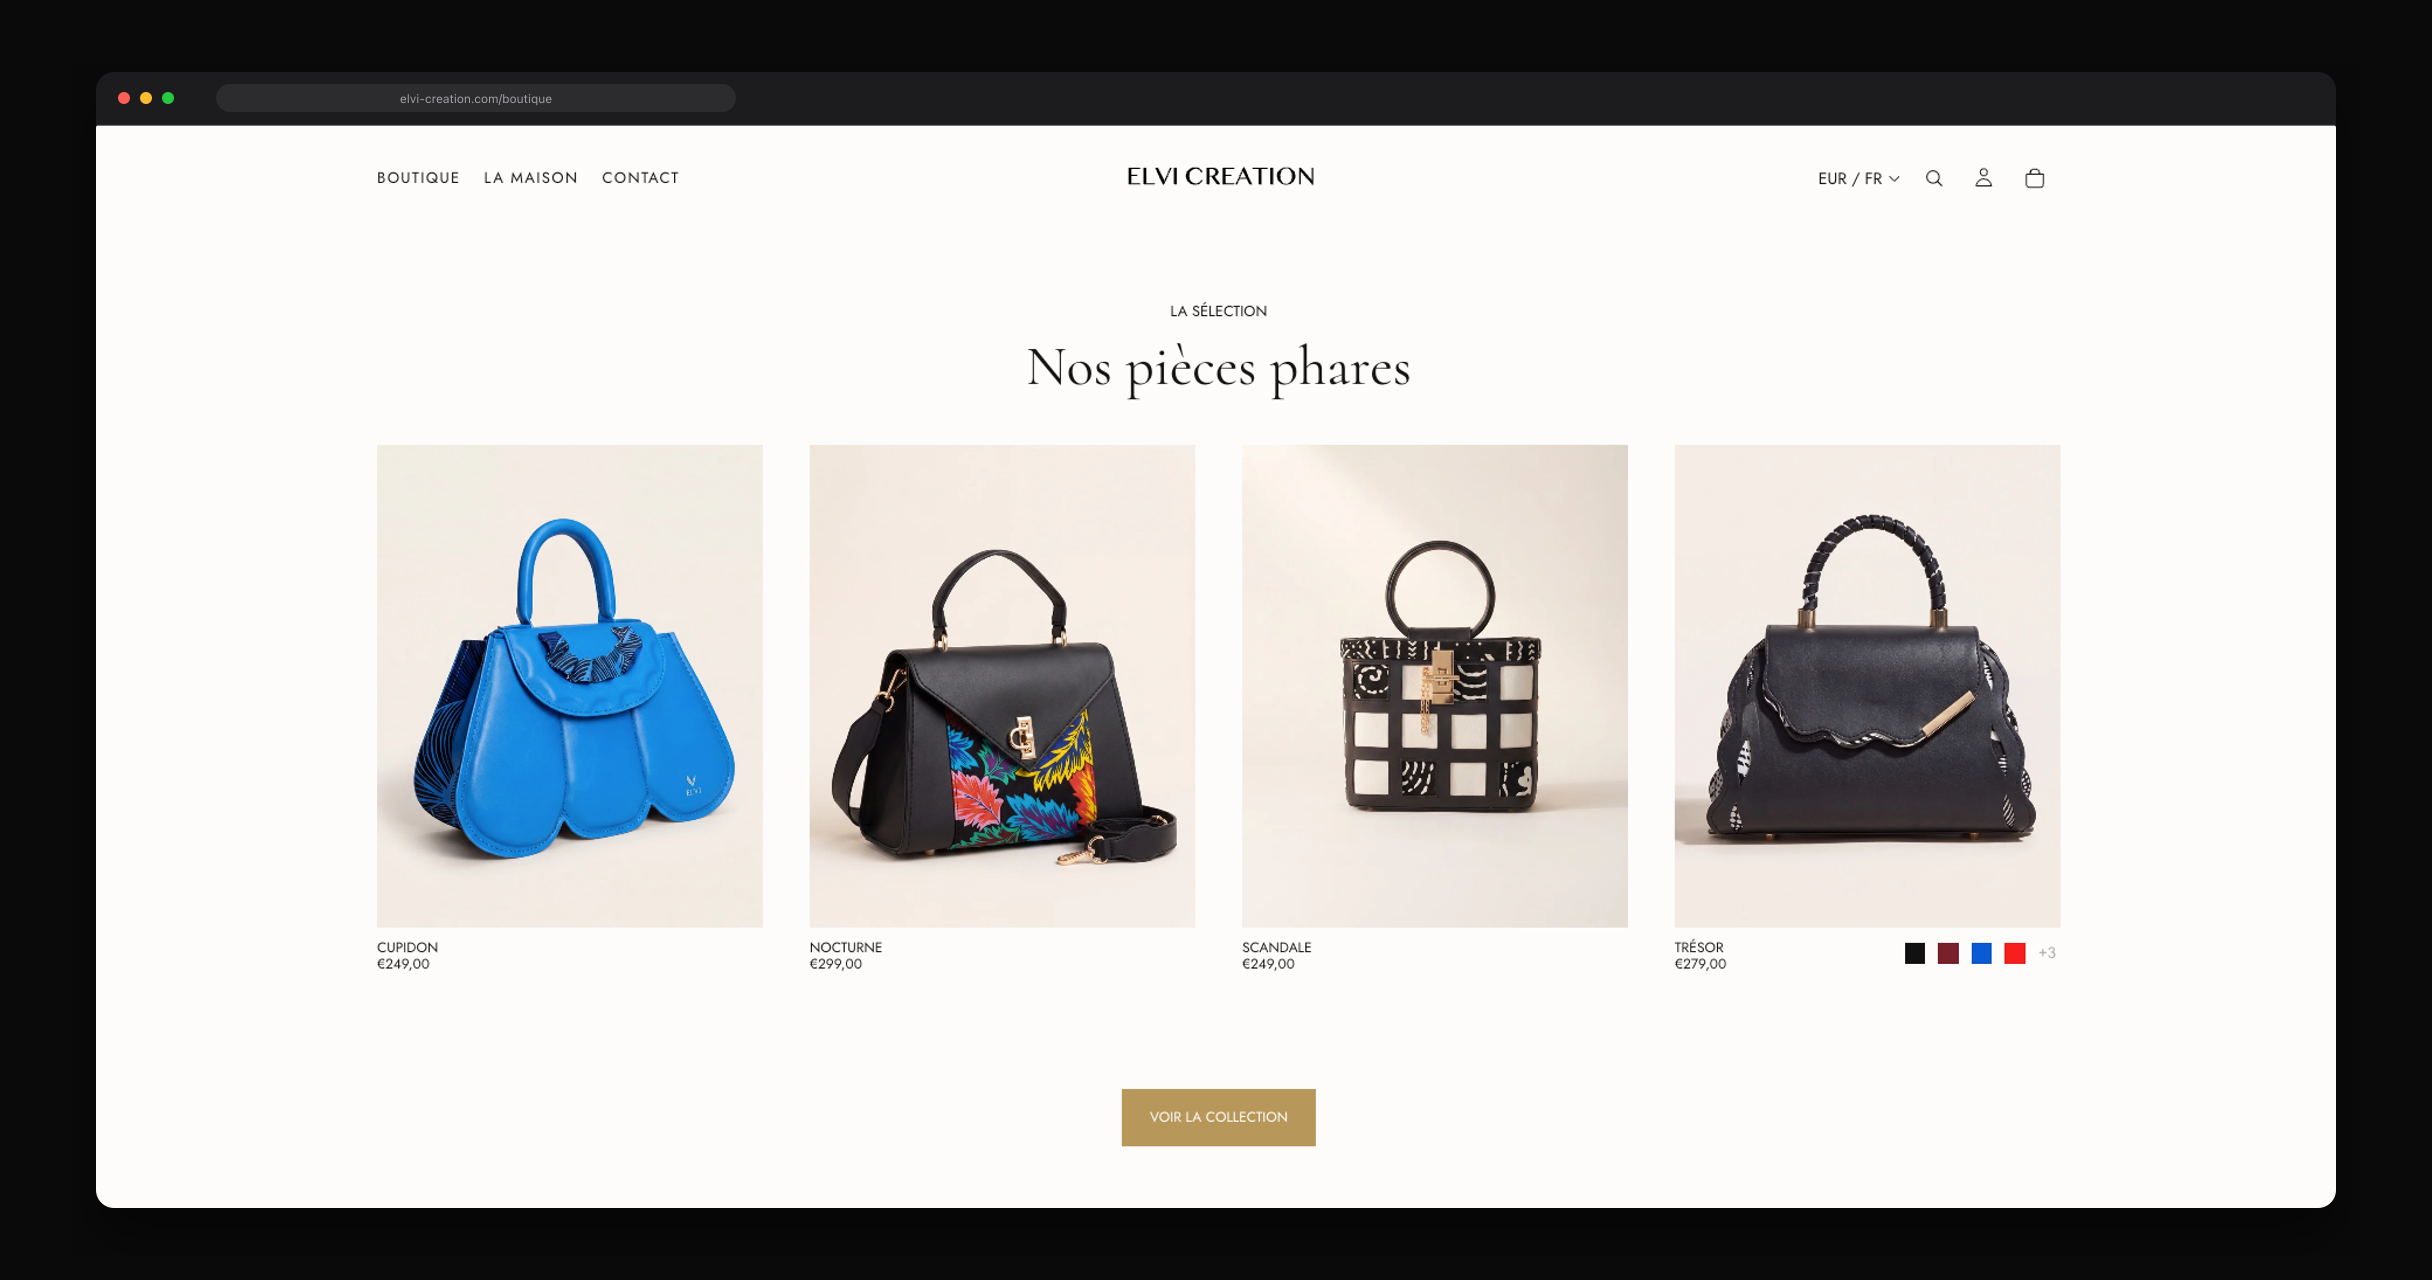 elvi-creation.com/boutique
BOUTIQUE LA MAISON CONTACT
ELVI CREATION
EUR / FR
LA SÉLECTION
Nos pièces phares
ELVI
CUPIDON
€249,00
NOCTURNE
€299,00
SCANDALE
€249,00
TRÉSOR
€279,00
+3
VOIR LA COLLECTION